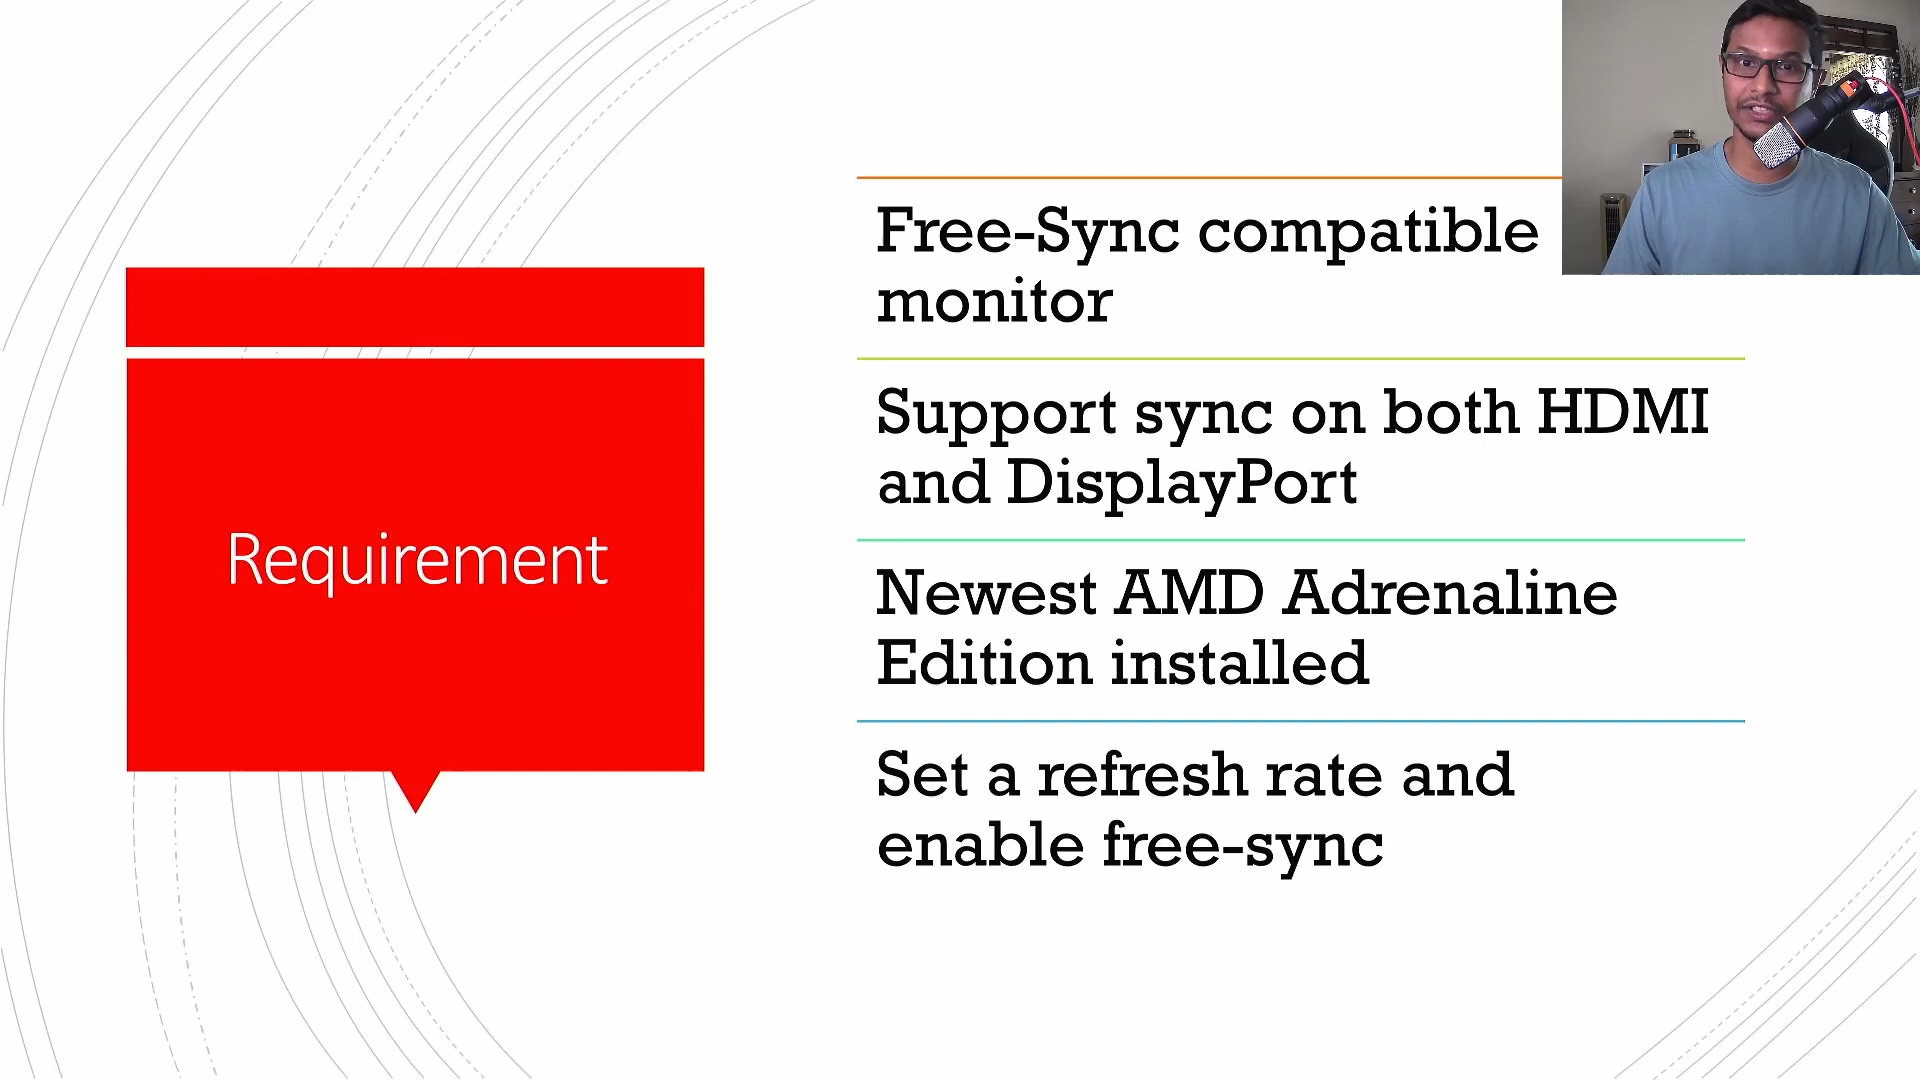 Requirement
Free-Sync compatible
monitor
Support sync on both HDMI
and DisplayPort
Newest AMD Adrenaline
Edition installed
Set a refresh rate and
enable free-sync